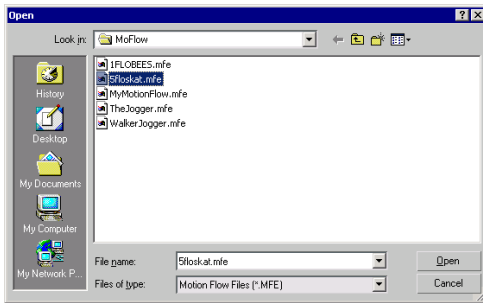 Open
Look in: MoFlow
History
Desktop
My Documents
My Computer
My Network P...
1FLOBEES.mfe
5floskat.mfe
MyMotionFlow.mfe
TheJogger.mfe
WalkerJogger.mfe
File name: 5floskat.mfe Open
Files of type: Motion Flow Files (*.MFE) Cancel